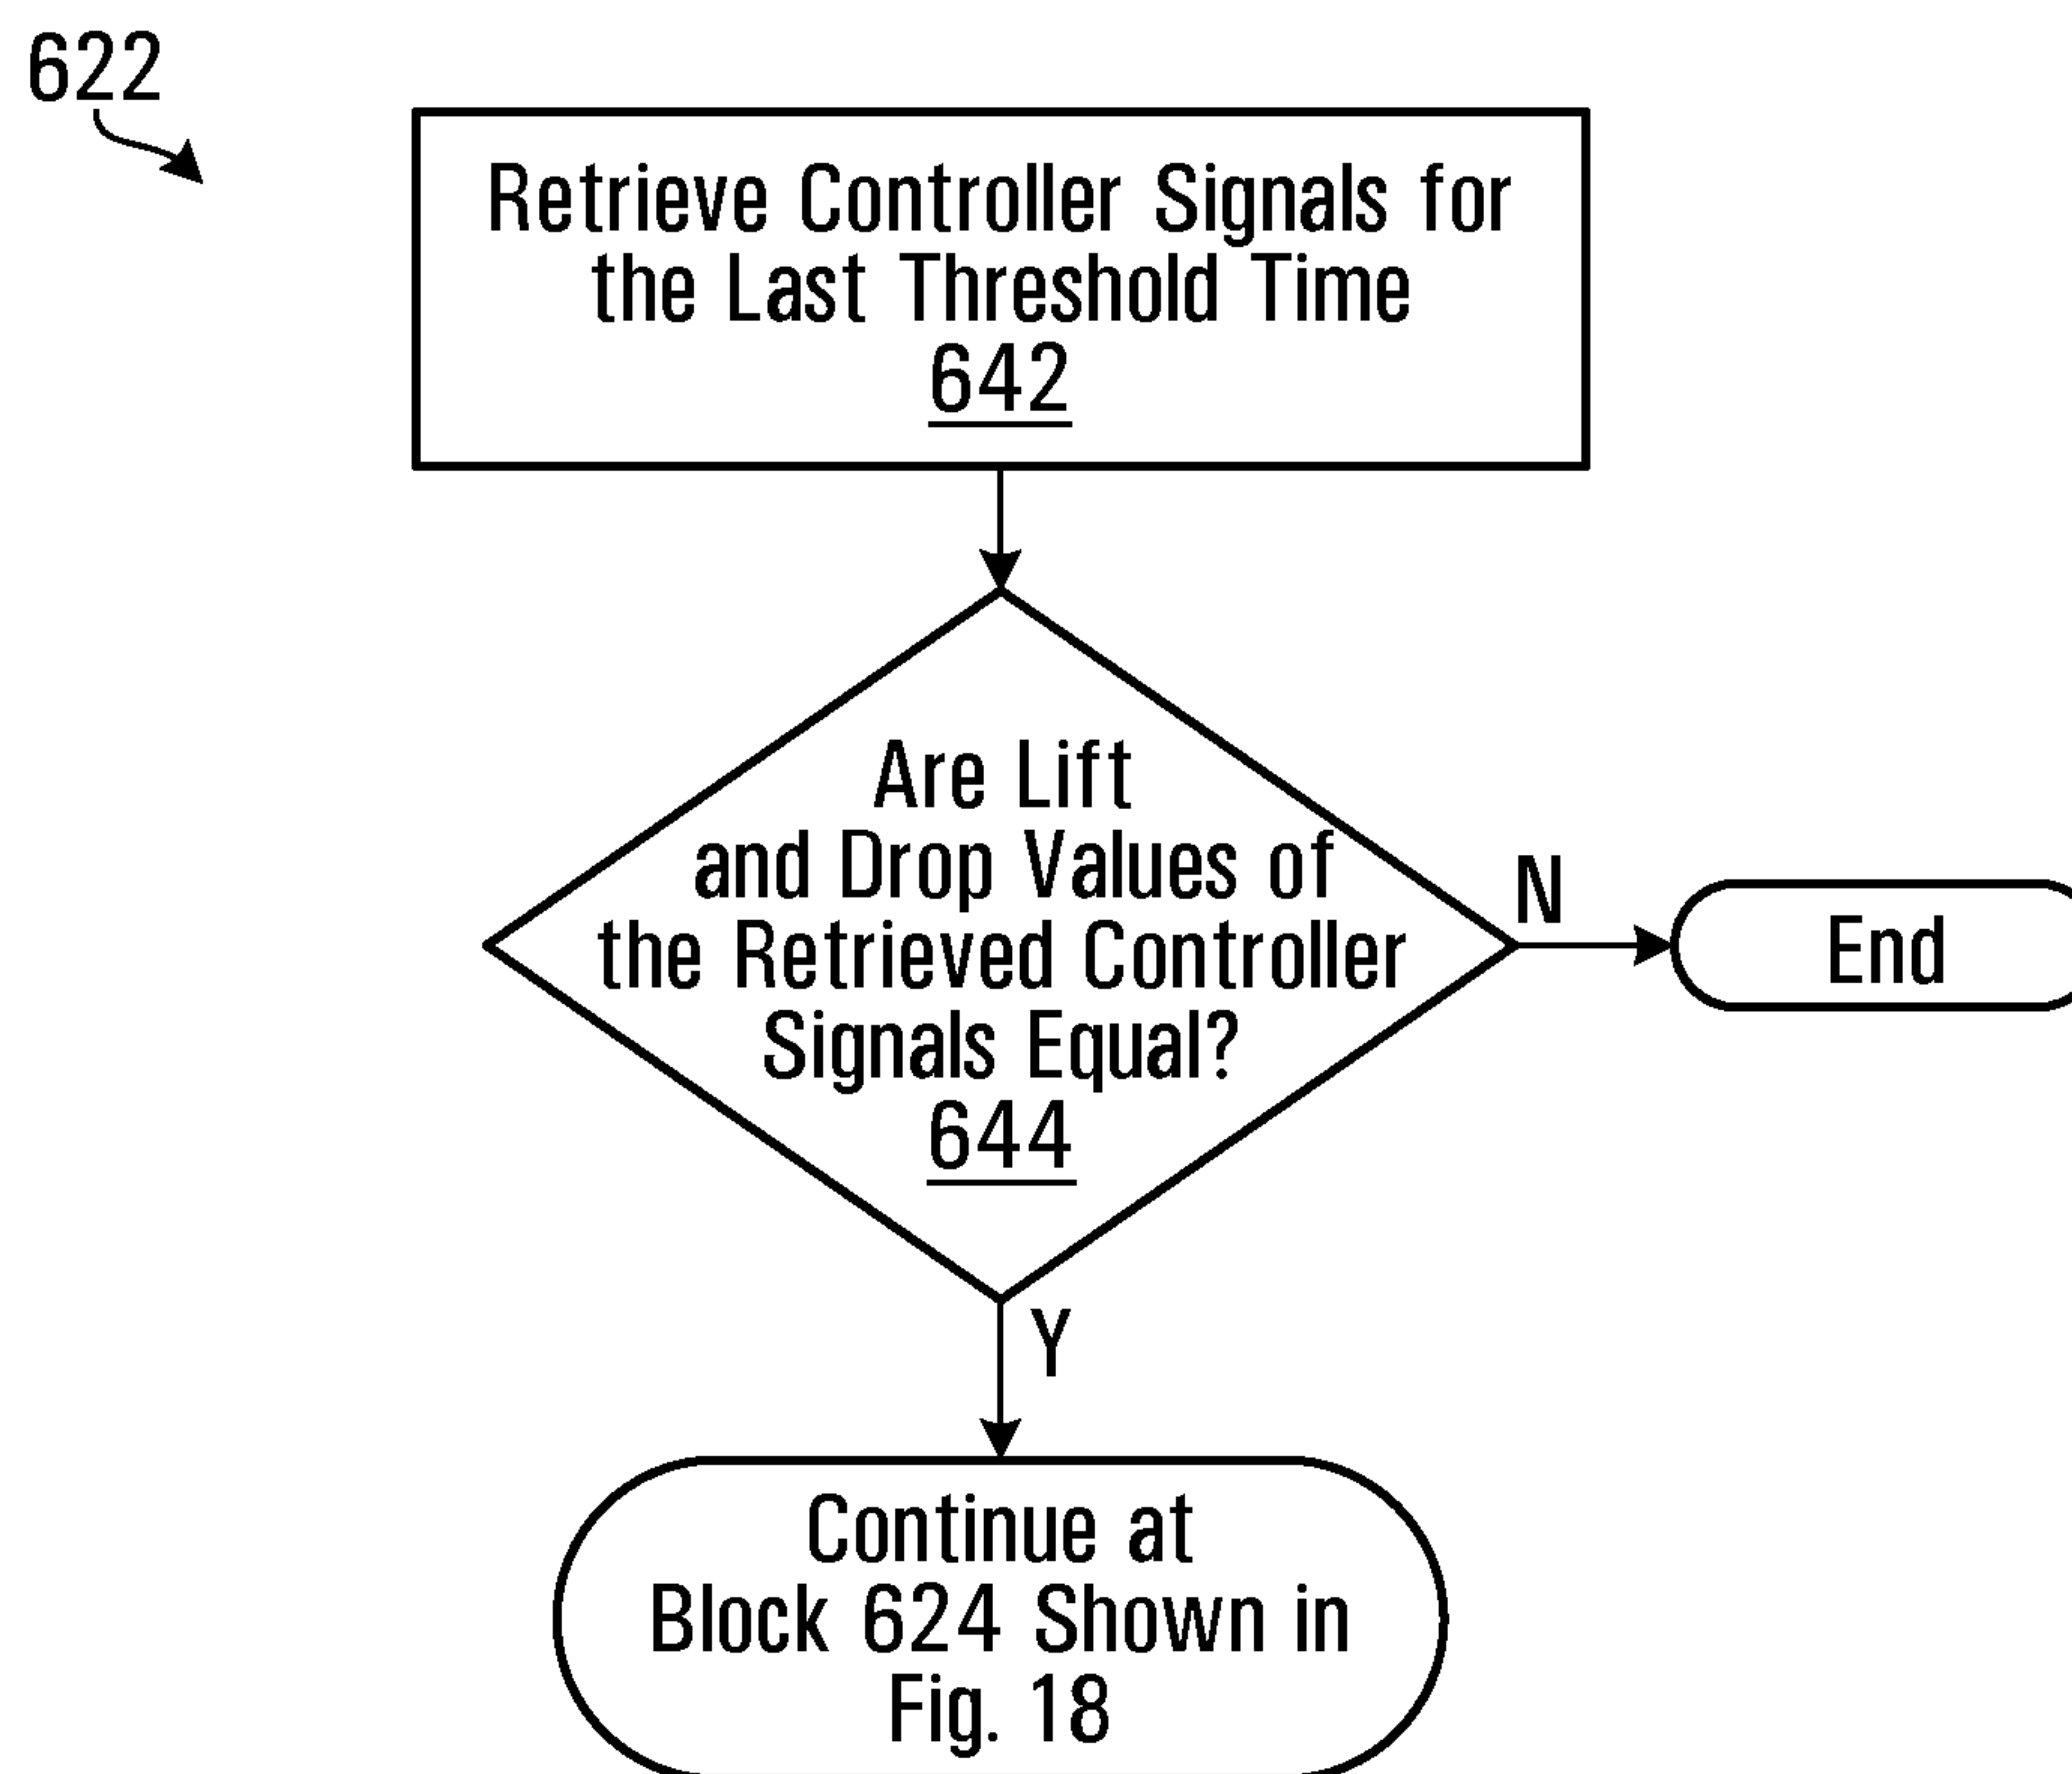 622
Retrieve Controller Signals for
the Last Threshold Time
642
Are Lift
and Drop Values of
the Retrieved Controller
Signals Equal?
644
N
End
Y
Continue at
Block 624 Shown in
Fig. 18